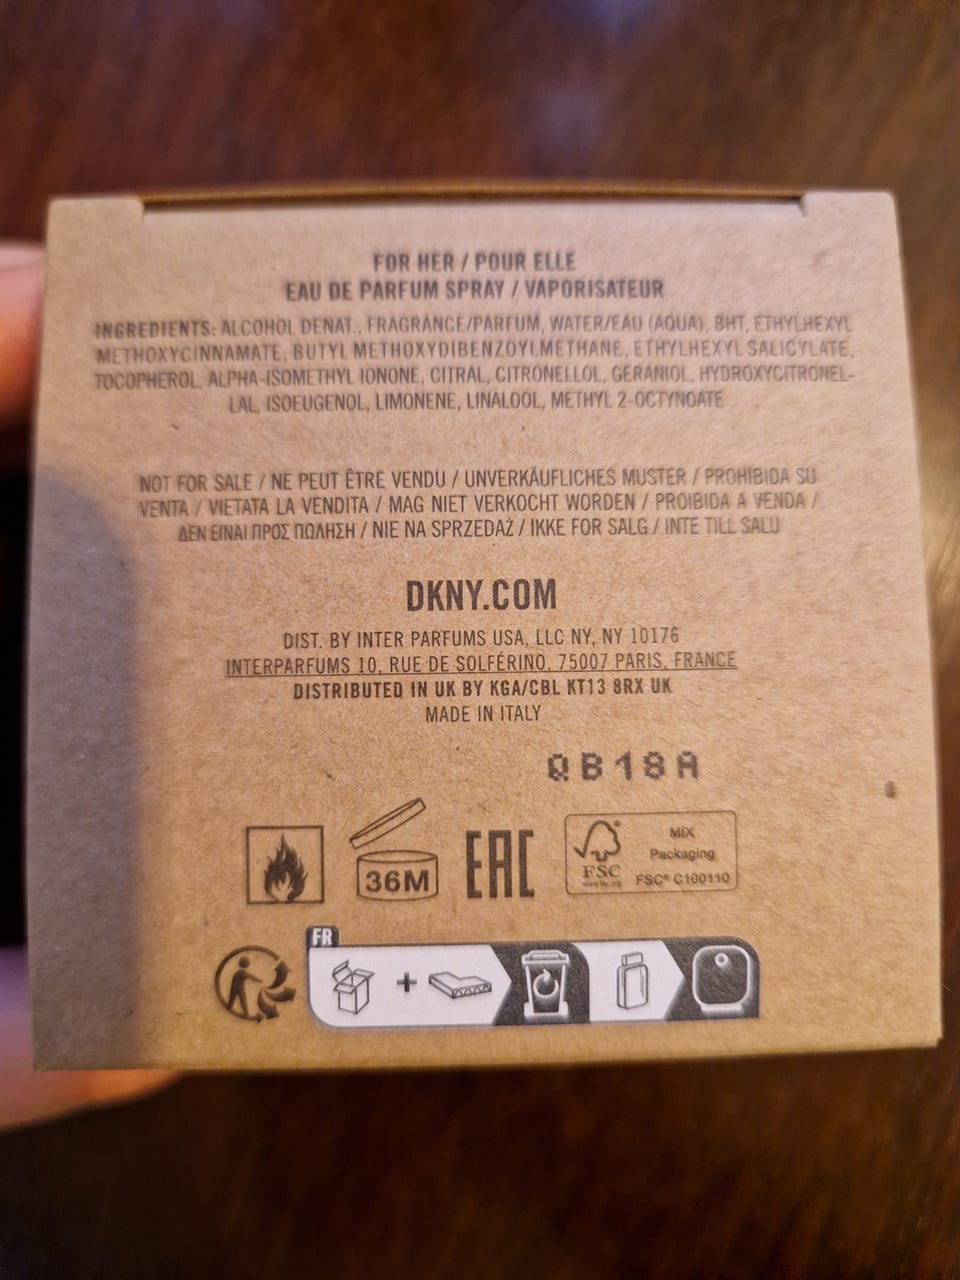 FOR HER / POUR ELLE
EAU DE PARFUM SPRAY / VAPORISATEUR
INGREDIENTS: ALCOHOL DENAT., FRAGRANCE/PARFUM, WATER/EAU (AQUA), BHT, ETHYLHEXYL
METHOXYCINNAMATE, BUTYL METHOXYDIBENZOYLMETHANE, ETHYLHEXYL SALICYLATE,
TOCOPHEROL, ALPHA-ISOMETHYL IONONE, CITRAL, CITRONELLOL, GERANIOL, HYDROXYCITRONEL-
LAL, ISOEUGENOL, LIMONENE, LINALOOL, METHYL 2-OCTYNOATE
NOT FOR SALE / NE PEUT ÊTRE VENDU / UNVERKÄUFLICHES MUSTER / PROHIBIDA SU
VENTA / VIETATA LA VENDITA / MAG NIET VERKOCHT WORDEN / PROIBIDA A VENDA /
ΔΕΝ ΕΙΝΑΙ ΠΡΟΣ ΠΩΛΗΣΗ / NIE NA SPRZEDAŻ / IKKE FOR SALG / INTE TILL SALU
DKNY.COM
DIST. BY INTER PARFUMS USA, LLC NY, NY 10176
INTERPARFUMS 10, RUE DE SOLFÉRINO, 75007 PARIS, FRANCE
DISTRIBUTED IN UK BY KGA/CBL KT13 8RX UK
MADE IN ITALY
QB18A
36M
EAC
FSC
www.fsc.org
MIX
Packaging
FSC® C100110
FR